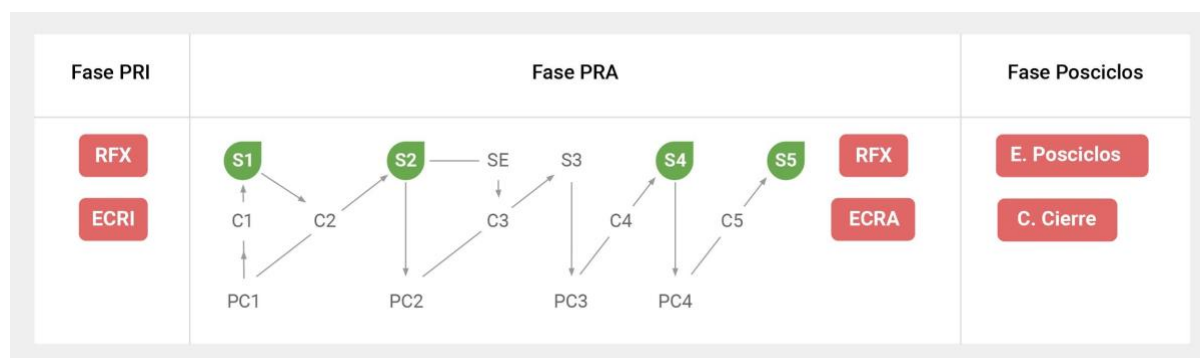 Fase PRI
Fase PRA
Fase Posciclos
RFX
S1
S2
SE
S3
S4
S5
RFX
E. Posciclos
ECRI
C1
C2
C3
C4
C5
ECRA
C. Cierre
PC1
PC2
PC3
PC4